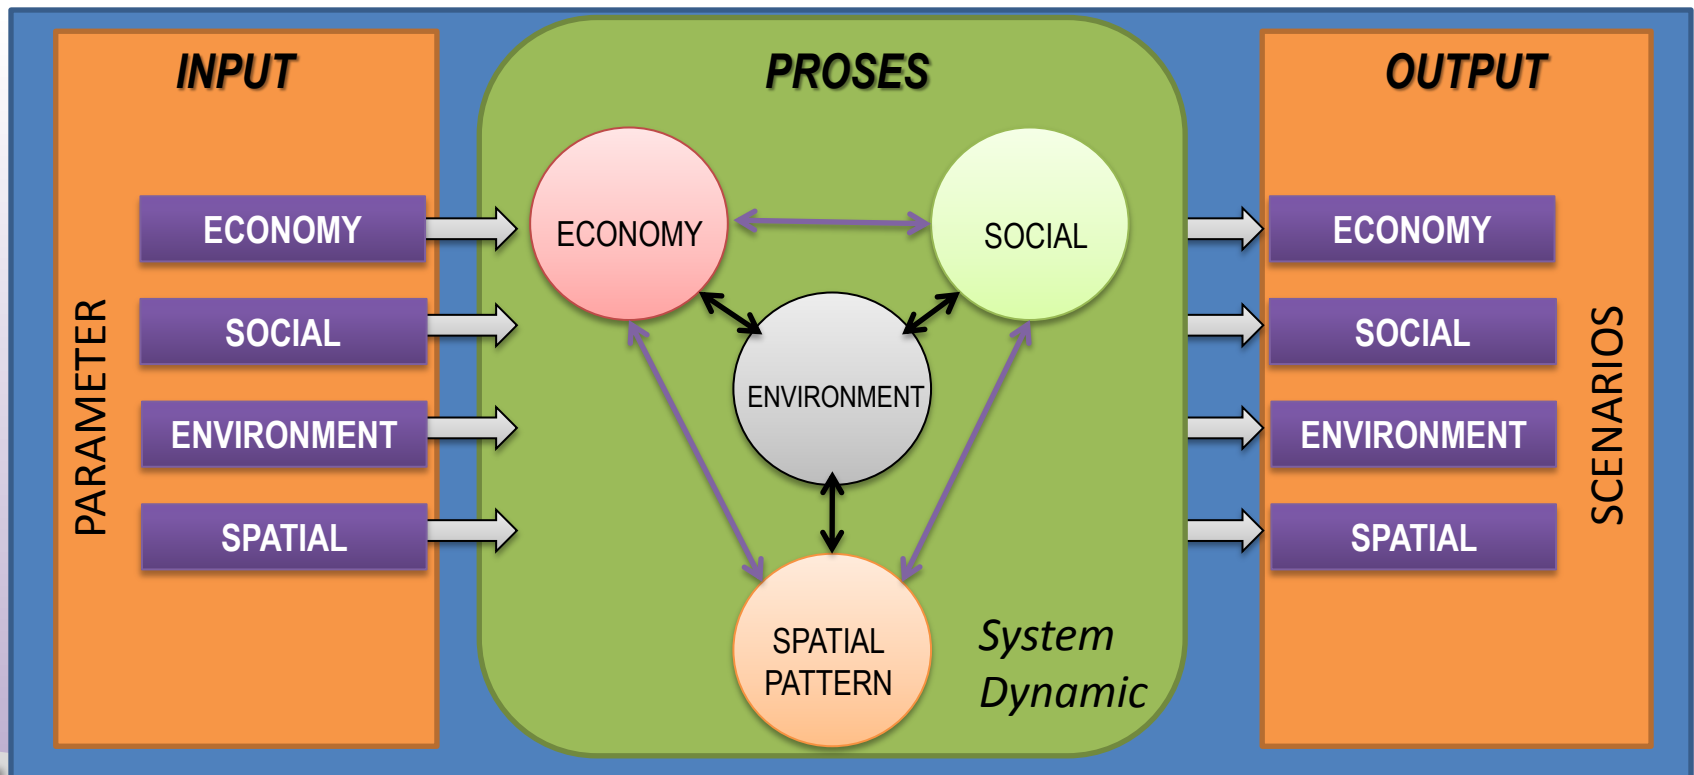 INPUT
PARAMETER
ECONOMY
SOCIAL
ENVIRONMENT
SPATIAL
PROSES
ECONOMY
SOCIAL
ENVIRONMENT
SPATIAL
PATTERN
System
Dynamic
OUTPUT
ECONOMY
SOCIAL
ENVIRONMENT
SPATIAL
SCENARIOS